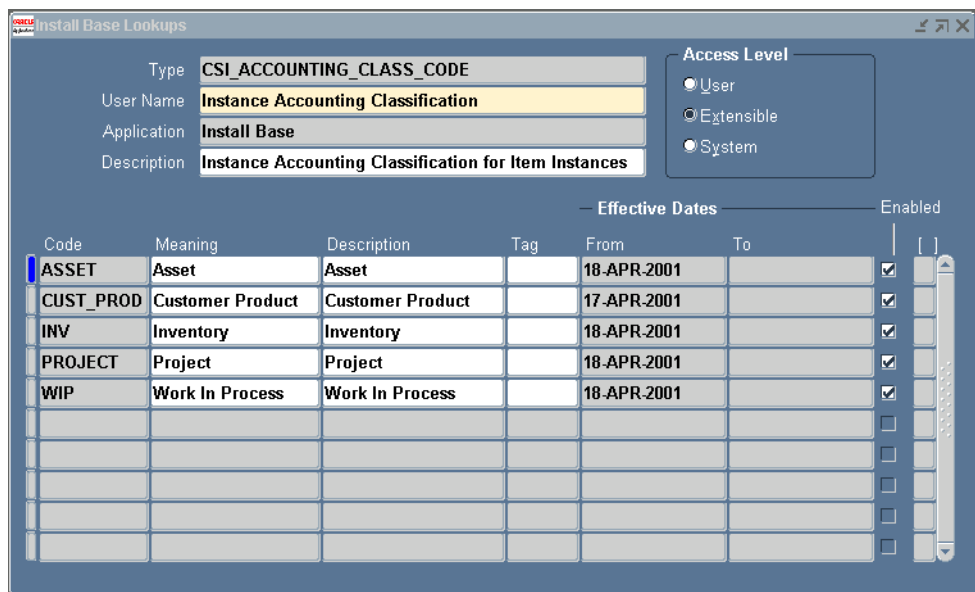 ORACLE Install Base Lookups
Access Level
Type CSI_ACCOUNTING_CLASS_CODE
User
User Name Instance Accounting Classification
Extensible
Application Install Base
System
Description Instance Accounting Classification for Item Instances
Effective Dates Enabled
Code Meaning Description Tag From To [ ]
ASSET Asset Asset 18-APR-2001
CUST_PROD Customer Product Customer Product 17-APR-2001
INV Inventory Inventory 18-APR-2001
PROJECT Project Project 18-APR-2001
WIP Work In Process Work In Process 18-APR-2001